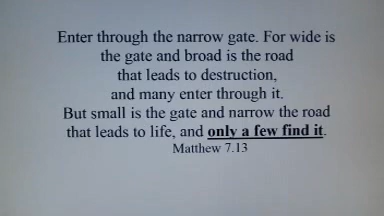 Enter through the narrow gate. For wide is
the gate and broad is the road
that leads to destruction,
and many enter through it.
But small is the gate and narrow the road
that leads to life, and only a few find it.
Matthew 7.13